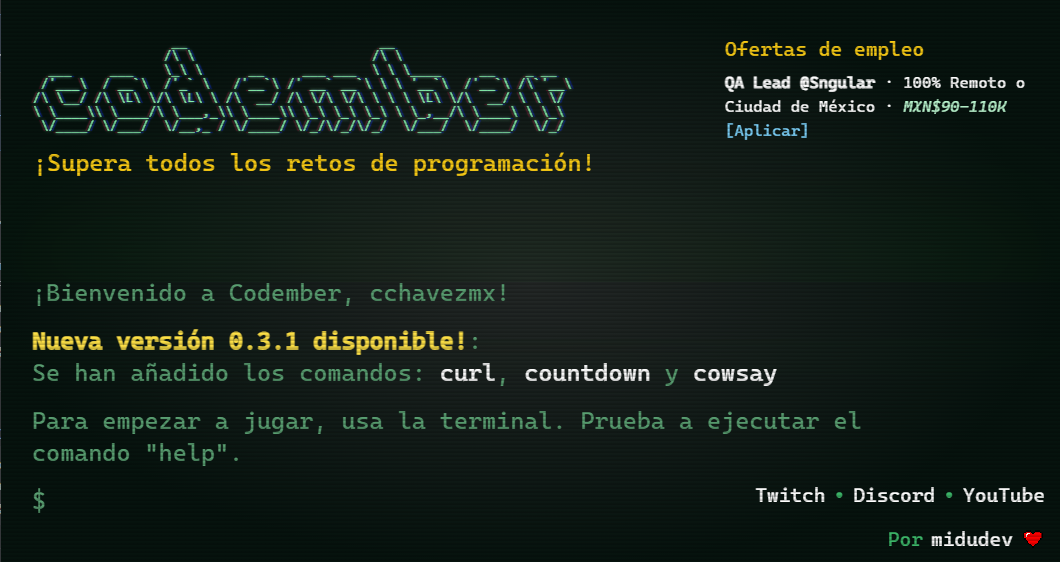 codember
¡Supera todos los retos de programación!
Ofertas de empleo
QA Lead @Sngular · 100% Remoto o
Ciudad de México · MXN$90–110K
[Aplicar]
¡Bienvenido a Codember, cchavezmx!
Nueva versión 0.3.1 disponible!:
Se han añadido los comandos: curl, countdown y cowsay
Para empezar a jugar, usa la terminal. Prueba a ejecutar el
comando "help".
$
Twitch • Discord • YouTube
Por midudev